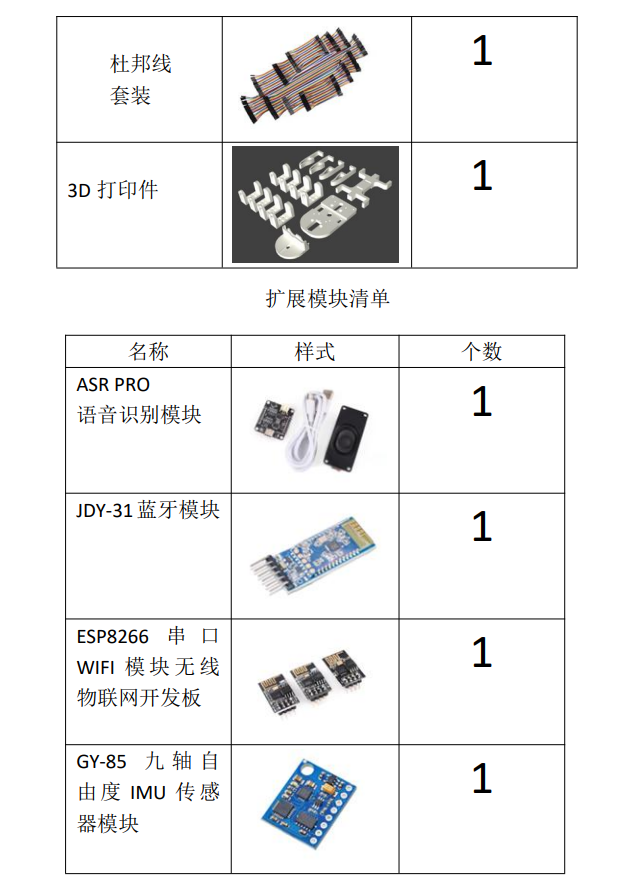 杜邦线
套装
1
3D 打印件
1
扩展模块清单
名称 样式 个数
ASR PRO
语音识别模块
1
JDY-31 蓝牙模块
1
ESP8266 串口
WIFI 模块无线
物联网开发板
1
GY-85 九轴自
由度 IMU 传感
器模块
1